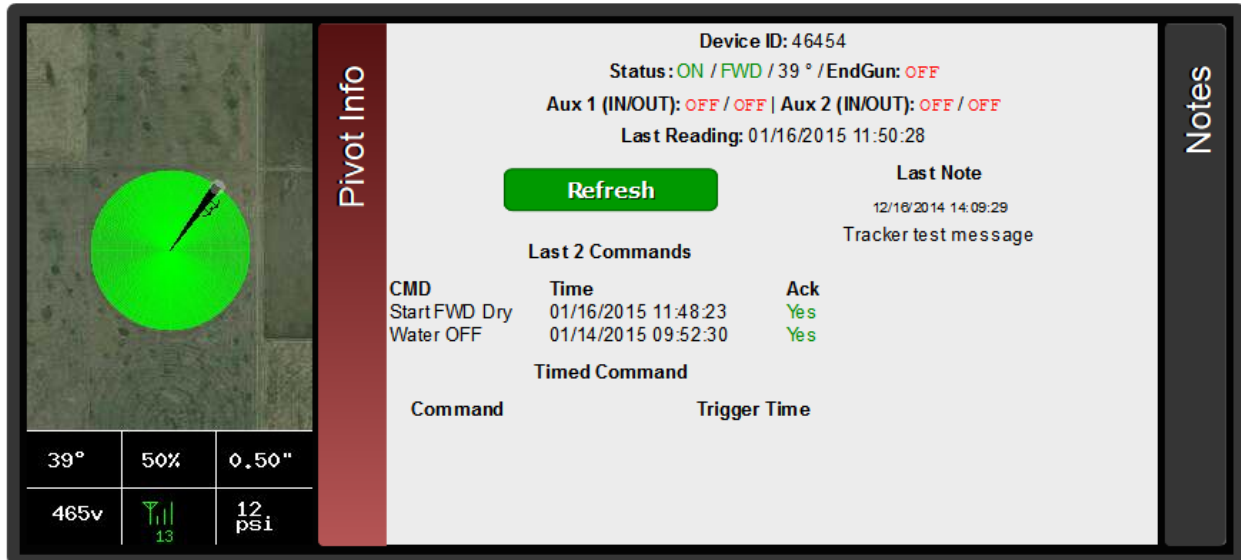 Pivot Info
Device ID: 46454
Status: ON / FWD / 39 ° / EndGun: OFF
Aux 1 (IN/OUT): OFF / OFF | Aux 2 (IN/OUT): OFF / OFF
Last Reading: 01/16/2015 11:50:28
Refresh
Last Note
12/16/2014 14:09:29
Tracker test message
Last 2 Commands
CMD Time Ack
Start FWD Dry 01/16/2015 11:48:23 Yes
Water OFF 01/14/2015 09:52:30 Yes
Timed Command
Command Trigger Time
39° 50% 0.50"
465v 13 12 psi
Notes